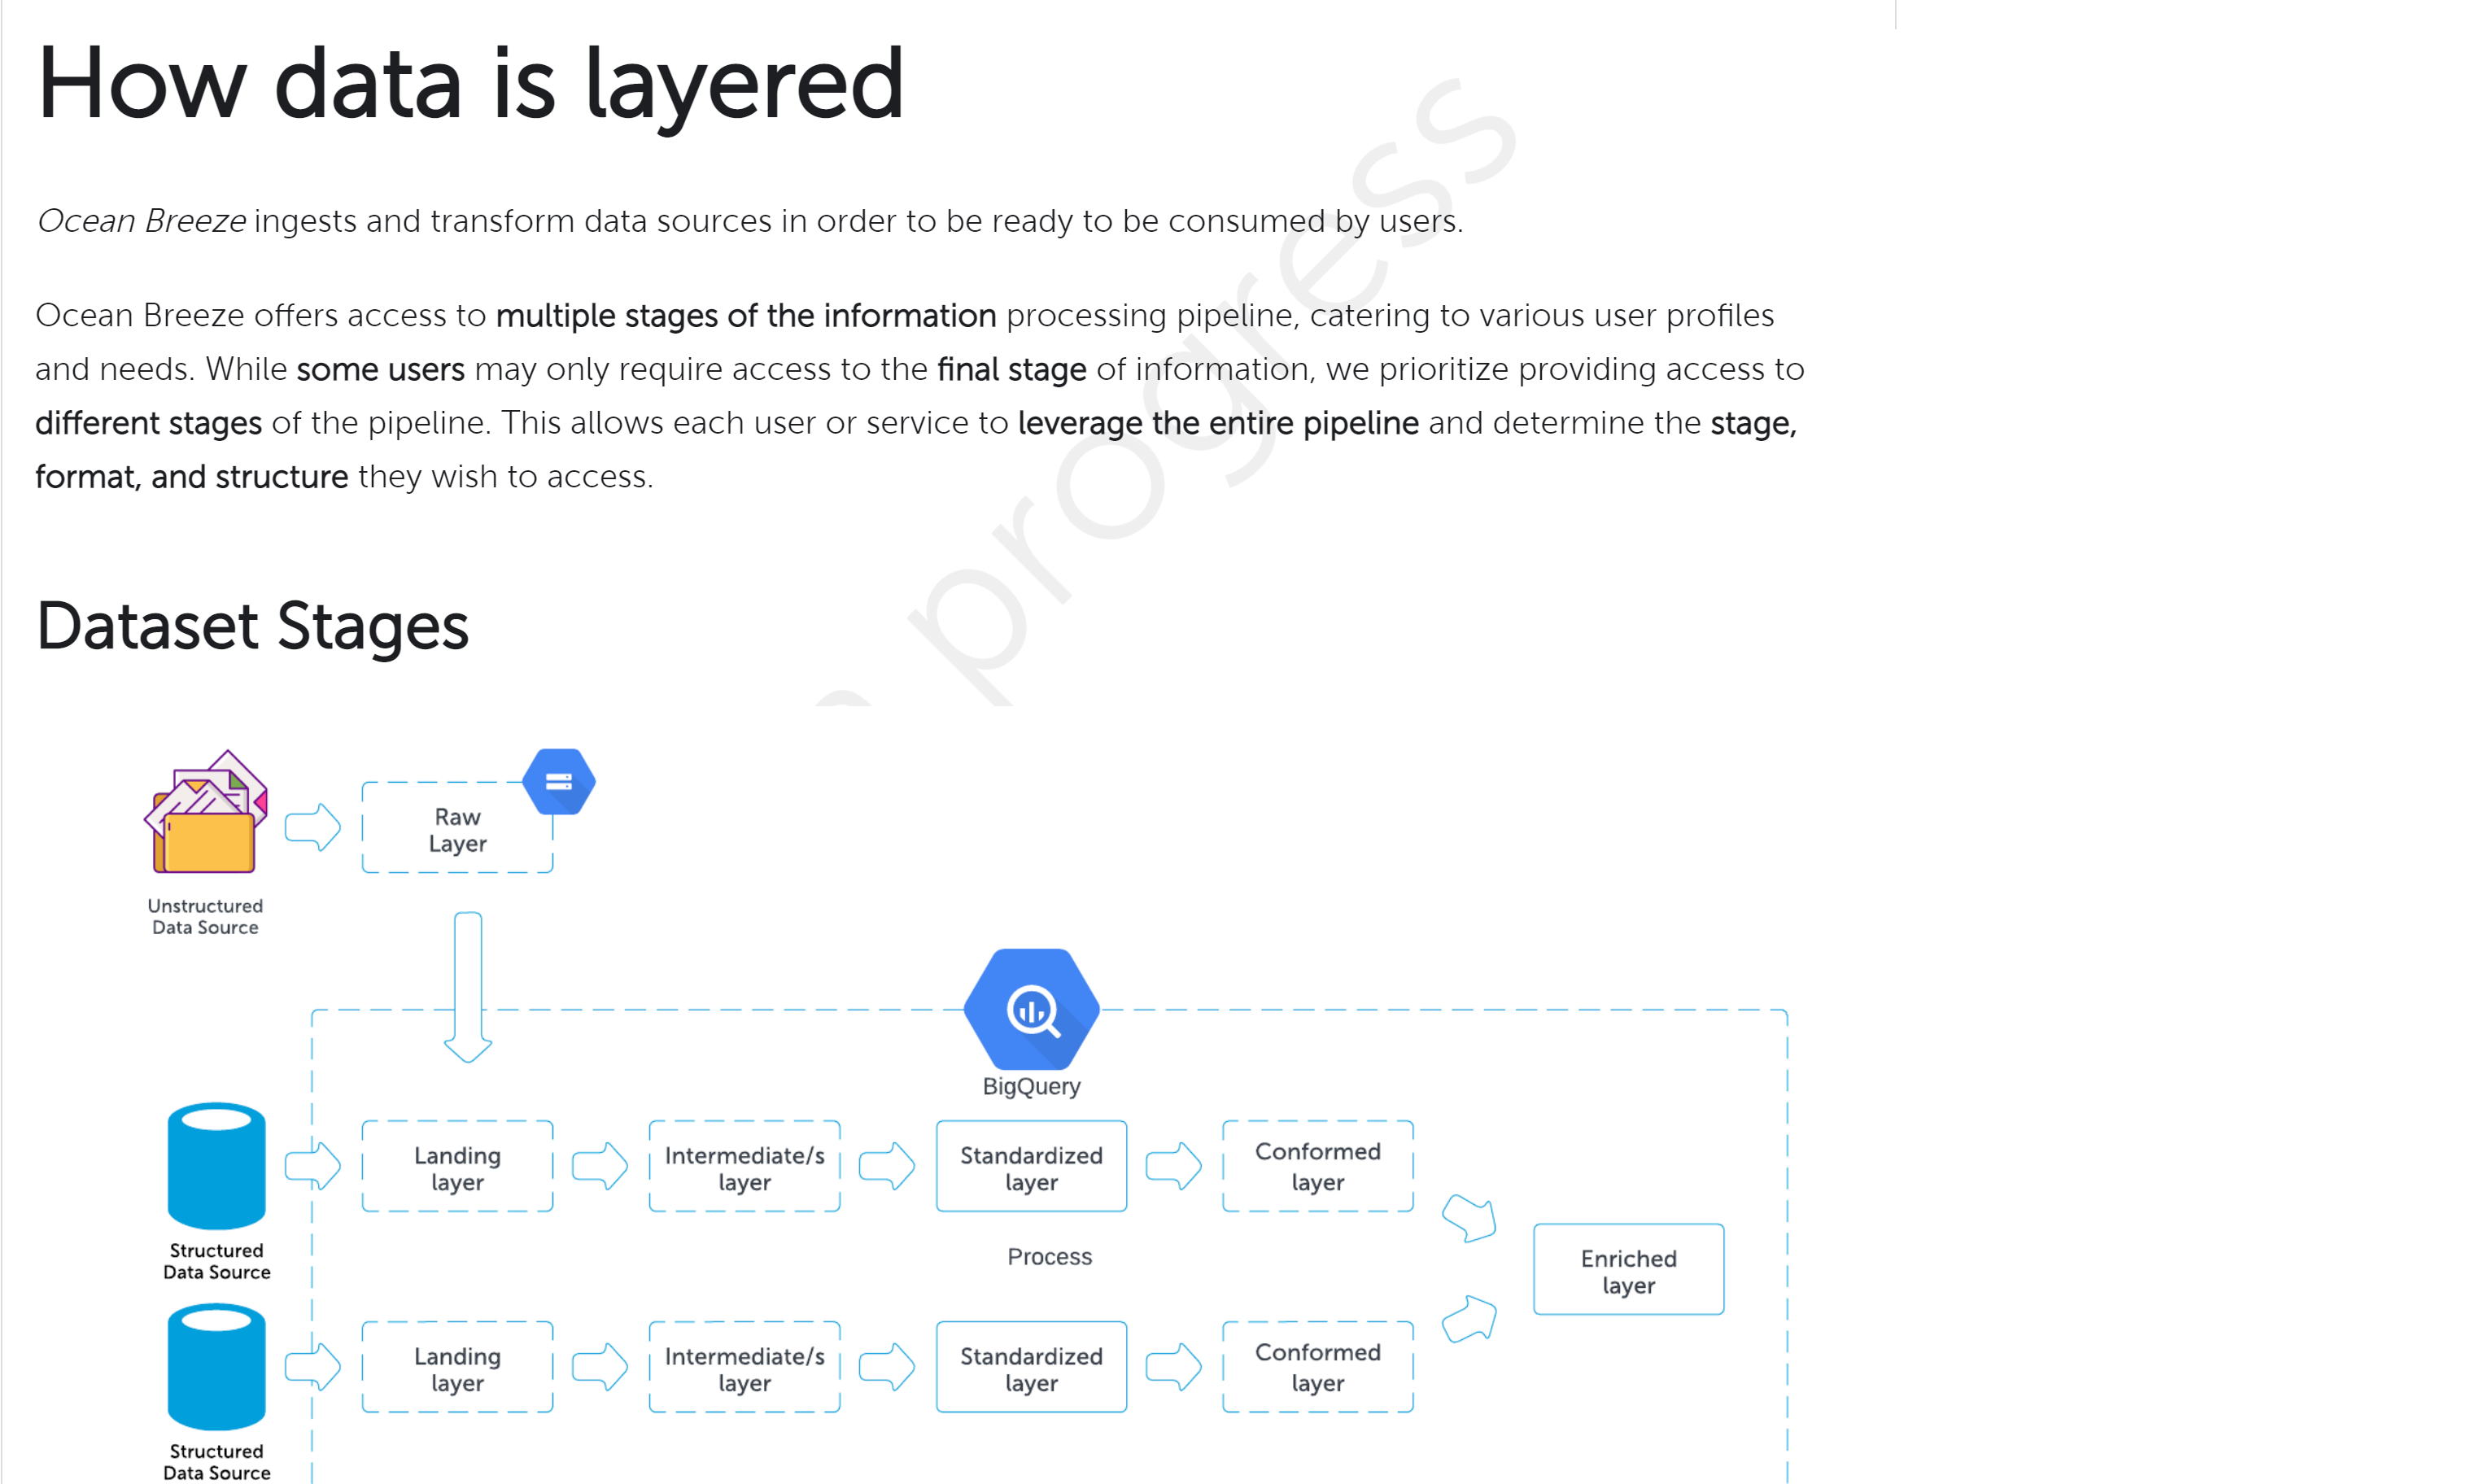 How data is layered
Ocean Breeze ingests and transform data sources in order to be ready to be consumed by users.
Ocean Breeze offers access to multiple stages of the information processing pipeline, catering to various user profiles
and needs. While some users may only require access to the final stage of information, we prioritize providing access to
different stages of the pipeline. This allows each user or service to leverage the entire pipeline and determine the stage,
format, and structure they wish to access.
progress
Dataset Stages
Raw
Layer
Unstructured
Data Source
BigQuery
Landing
layer
Intermediate/s
layer
Standardized
layer
Conformed
layer
Structured
Data Source
Process
Enriched
layer
Landing
layer
Intermediate/s
layer
Standardized
layer
Conformed
layer
Structured
Data Source